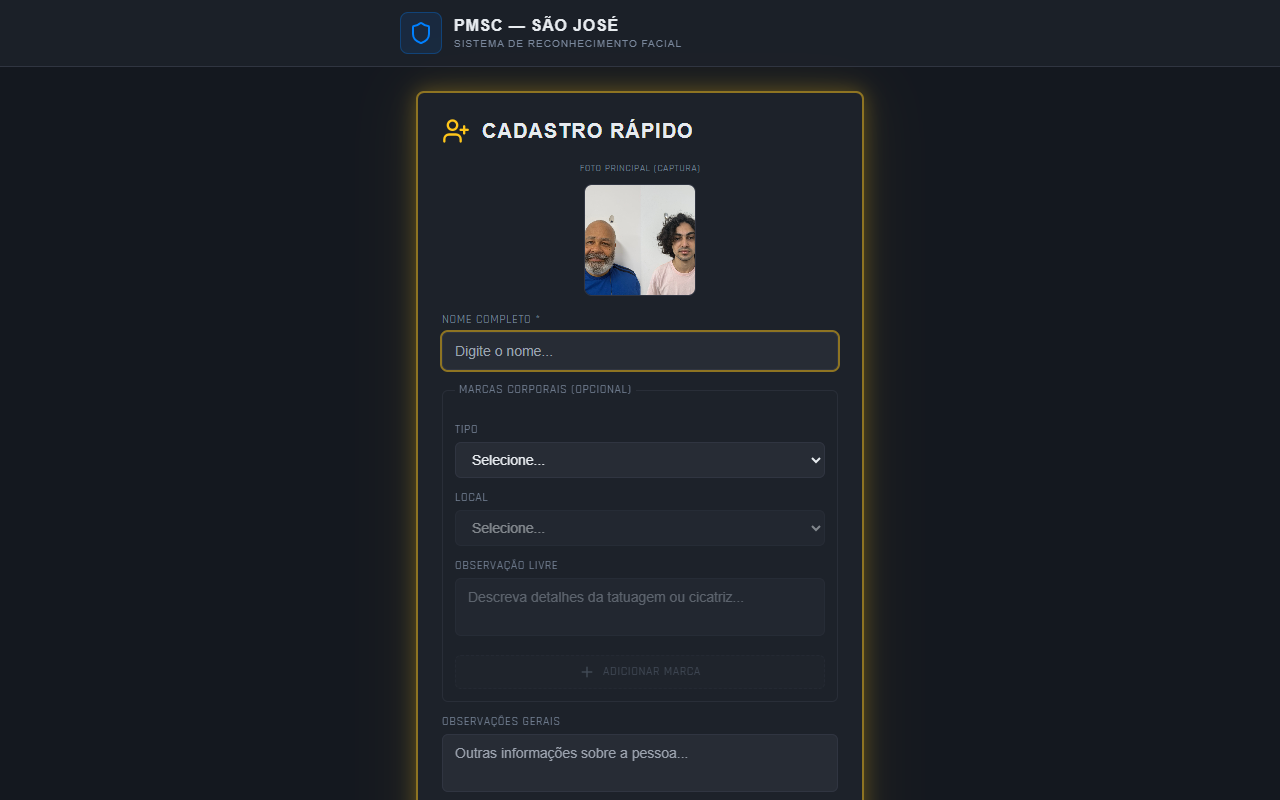 PMSC — SÃO JOSÉ
SISTEMA DE RECONHECIMENTO FACIAL
CADASTRO RÁPIDO
FOTO PRINCIPAL (CAPTURA)
NOME COMPLETO *
Digite o nome...
MARCAS CORPORAIS (OPCIONAL)
TIPO
Selecione...
LOCAL
Selecione...
OBSERVAÇÃO LIVRE
Descreva detalhes da tatuagem ou cicatriz...
ADICIONAR MARCA
OBSERVAÇÕES GERAIS
Outras informações sobre a pessoa...